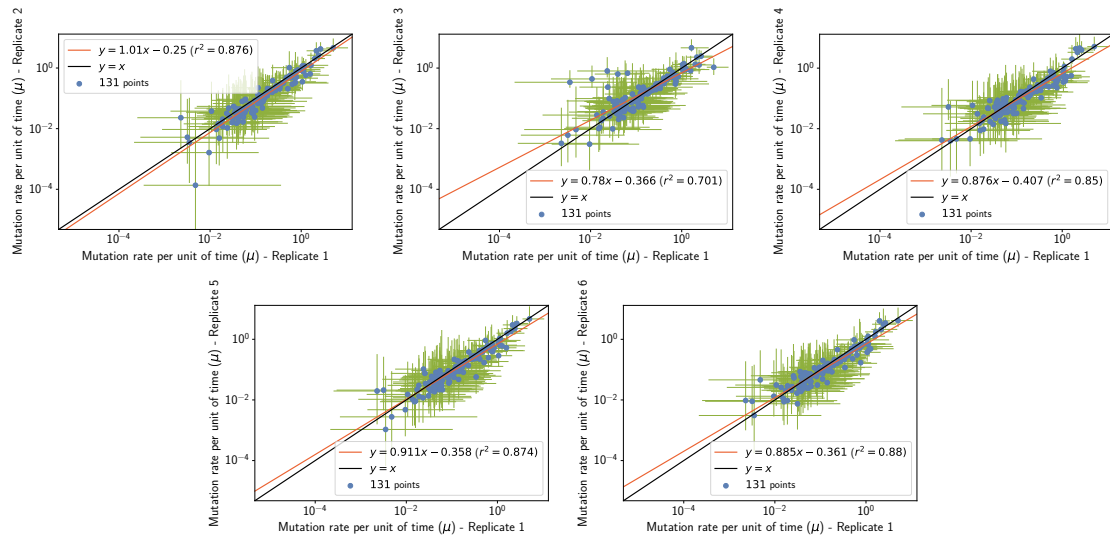 Mutation rate per unit of time (μ) - Replicate 2
10⁰
10⁻²
10⁻⁴
y = 1.01x − 0.25 (r² = 0.876)
y = x
131 points
10⁻⁴
10⁻²
10⁰
Mutation rate per unit of time (μ) - Replicate 1
Mutation rate per unit of time (μ) - Replicate 3
10⁰
10⁻²
10⁻⁴
y = 0.78x − 0.366 (r² = 0.701)
y = x
131 points
10⁻⁴
10⁻²
10⁰
Mutation rate per unit of time (μ) - Replicate 1
Mutation rate per unit of time (μ) - Replicate 4
10⁰
10⁻²
10⁻⁴
y = 0.876x − 0.407 (r² = 0.85)
y = x
131 points
10⁻⁴
10⁻²
10⁰
Mutation rate per unit of time (μ) - Replicate 1
Mutation rate per unit of time (μ) - Replicate 5
10⁰
10⁻²
10⁻⁴
y = 0.911x − 0.358 (r² = 0.874)
y = x
131 points
10⁻⁴
10⁻²
10⁰
Mutation rate per unit of time (μ) - Replicate 1
Mutation rate per unit of time (μ) - Replicate 6
10⁰
10⁻²
10⁻⁴
y = 0.885x − 0.361 (r² = 0.88)
y = x
131 points
10⁻⁴
10⁻²
10⁰
Mutation rate per unit of time (μ) - Replicate 1